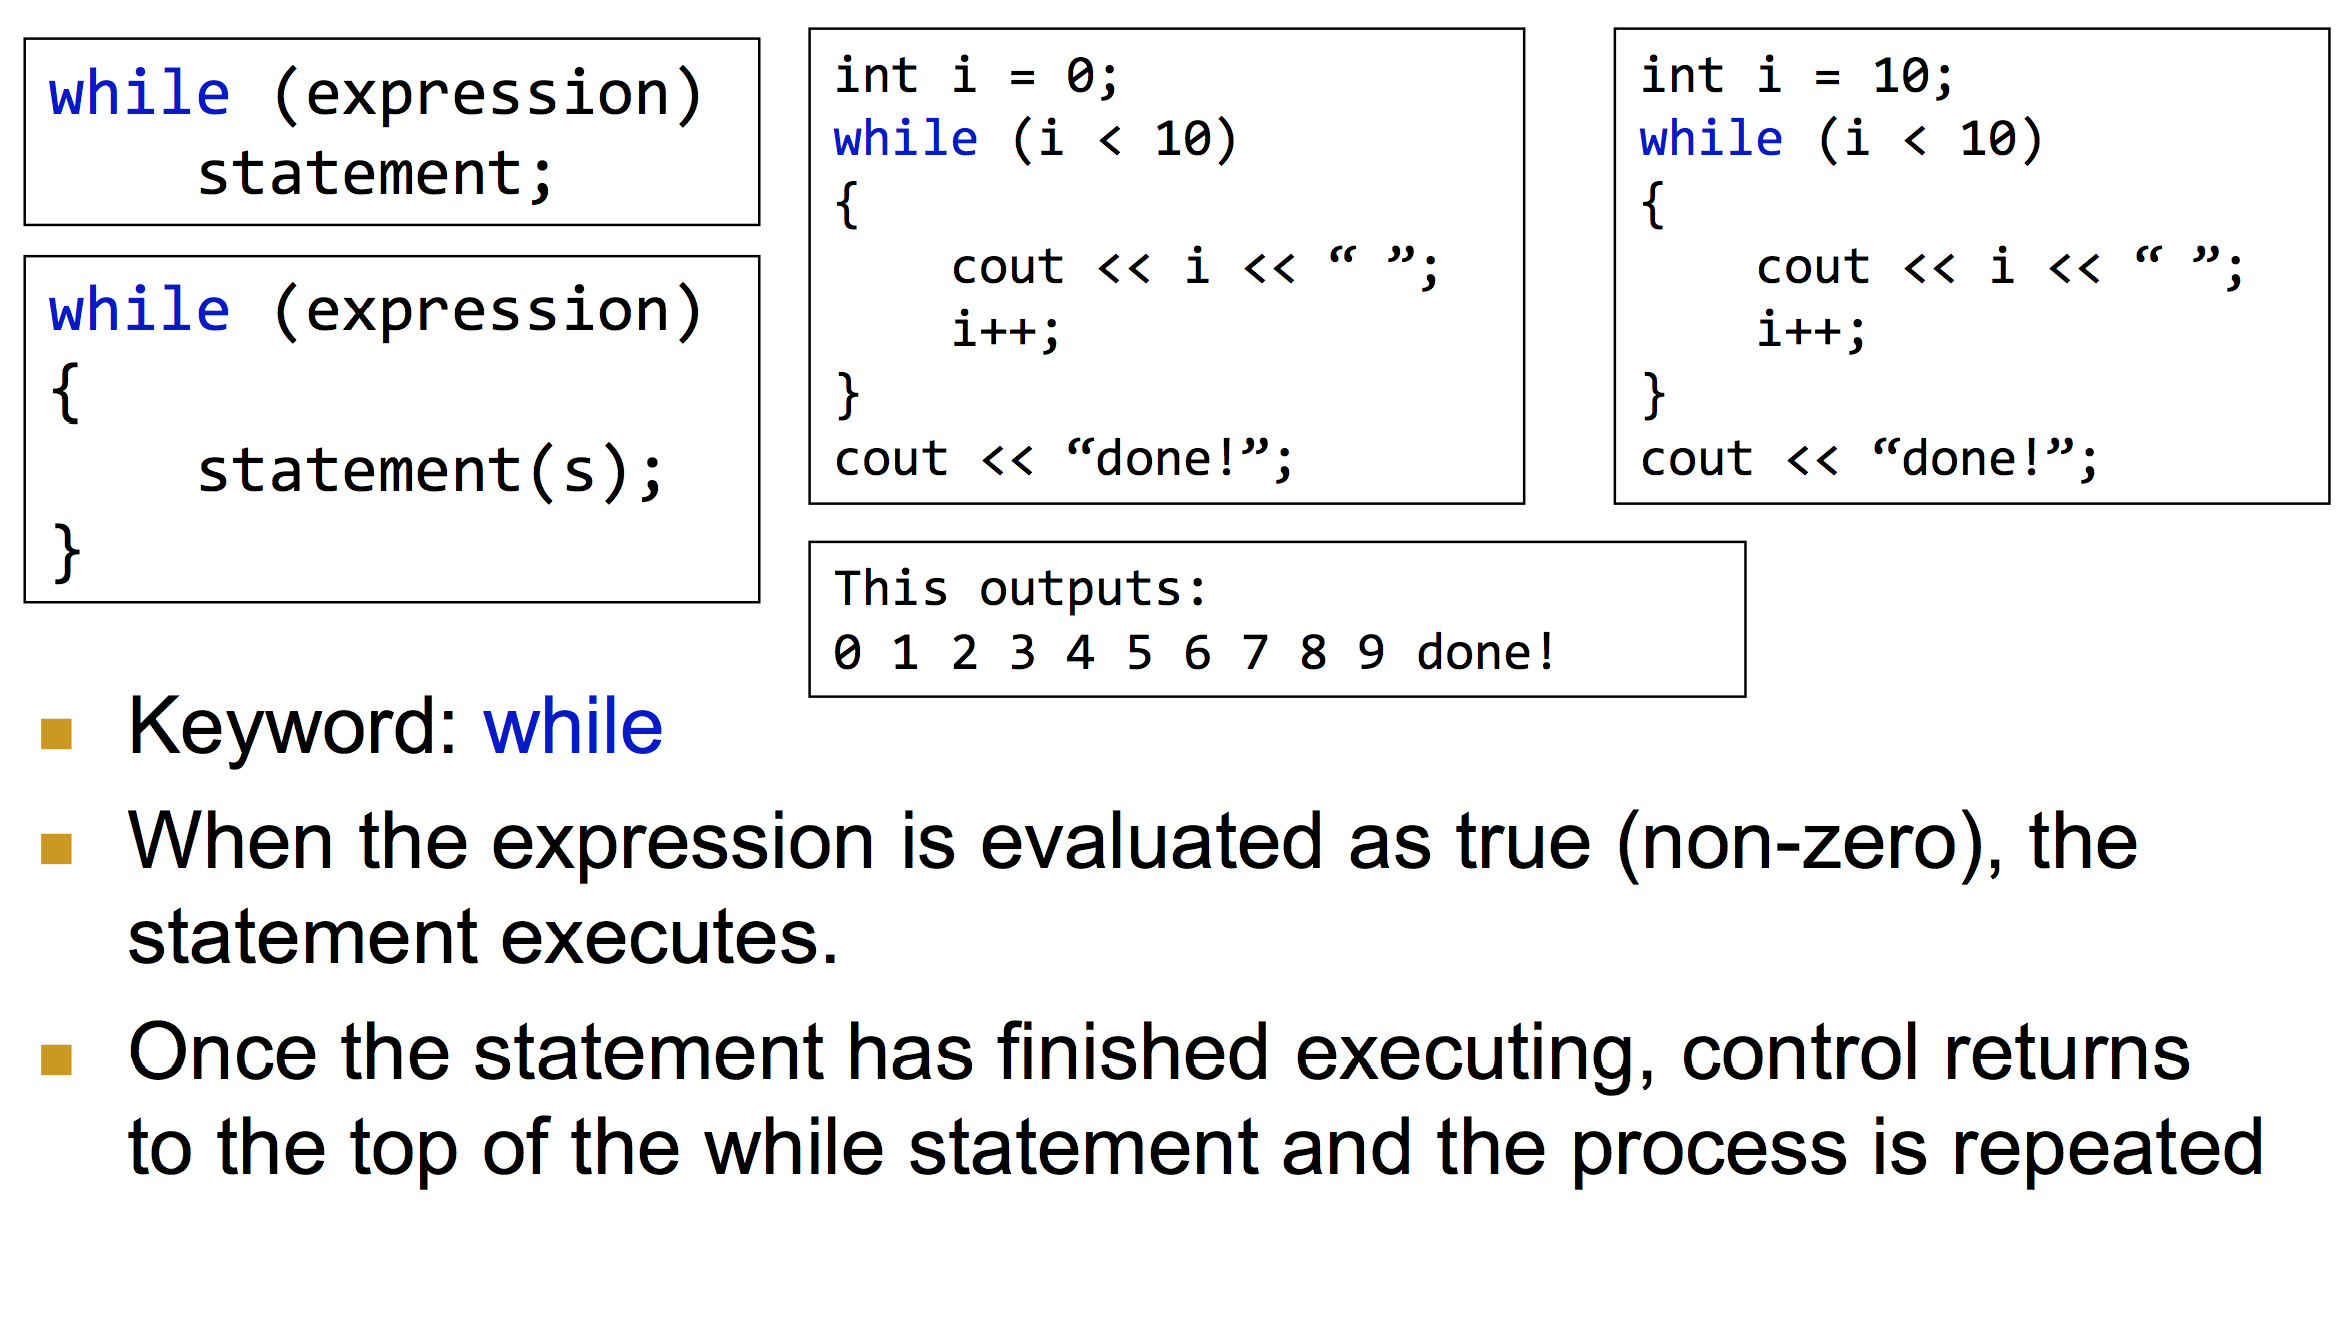 while (expression)
    statement;
while (expression)
{
    statement(s);
}
int i = 0;
while (i < 10)
{
    cout << i << “ ”;
    i++;
}
cout << “done!”;
int i = 10;
while (i < 10)
{
    cout << i << “ ”;
    i++;
}
cout << “done!”;
This outputs:
0 1 2 3 4 5 6 7 8 9 done!
■ Keyword: while
■ When the expression is evaluated as true (non-zero), the
statement executes.
■ Once the statement has finished executing, control returns
to the top of the while statement and the process is repeated